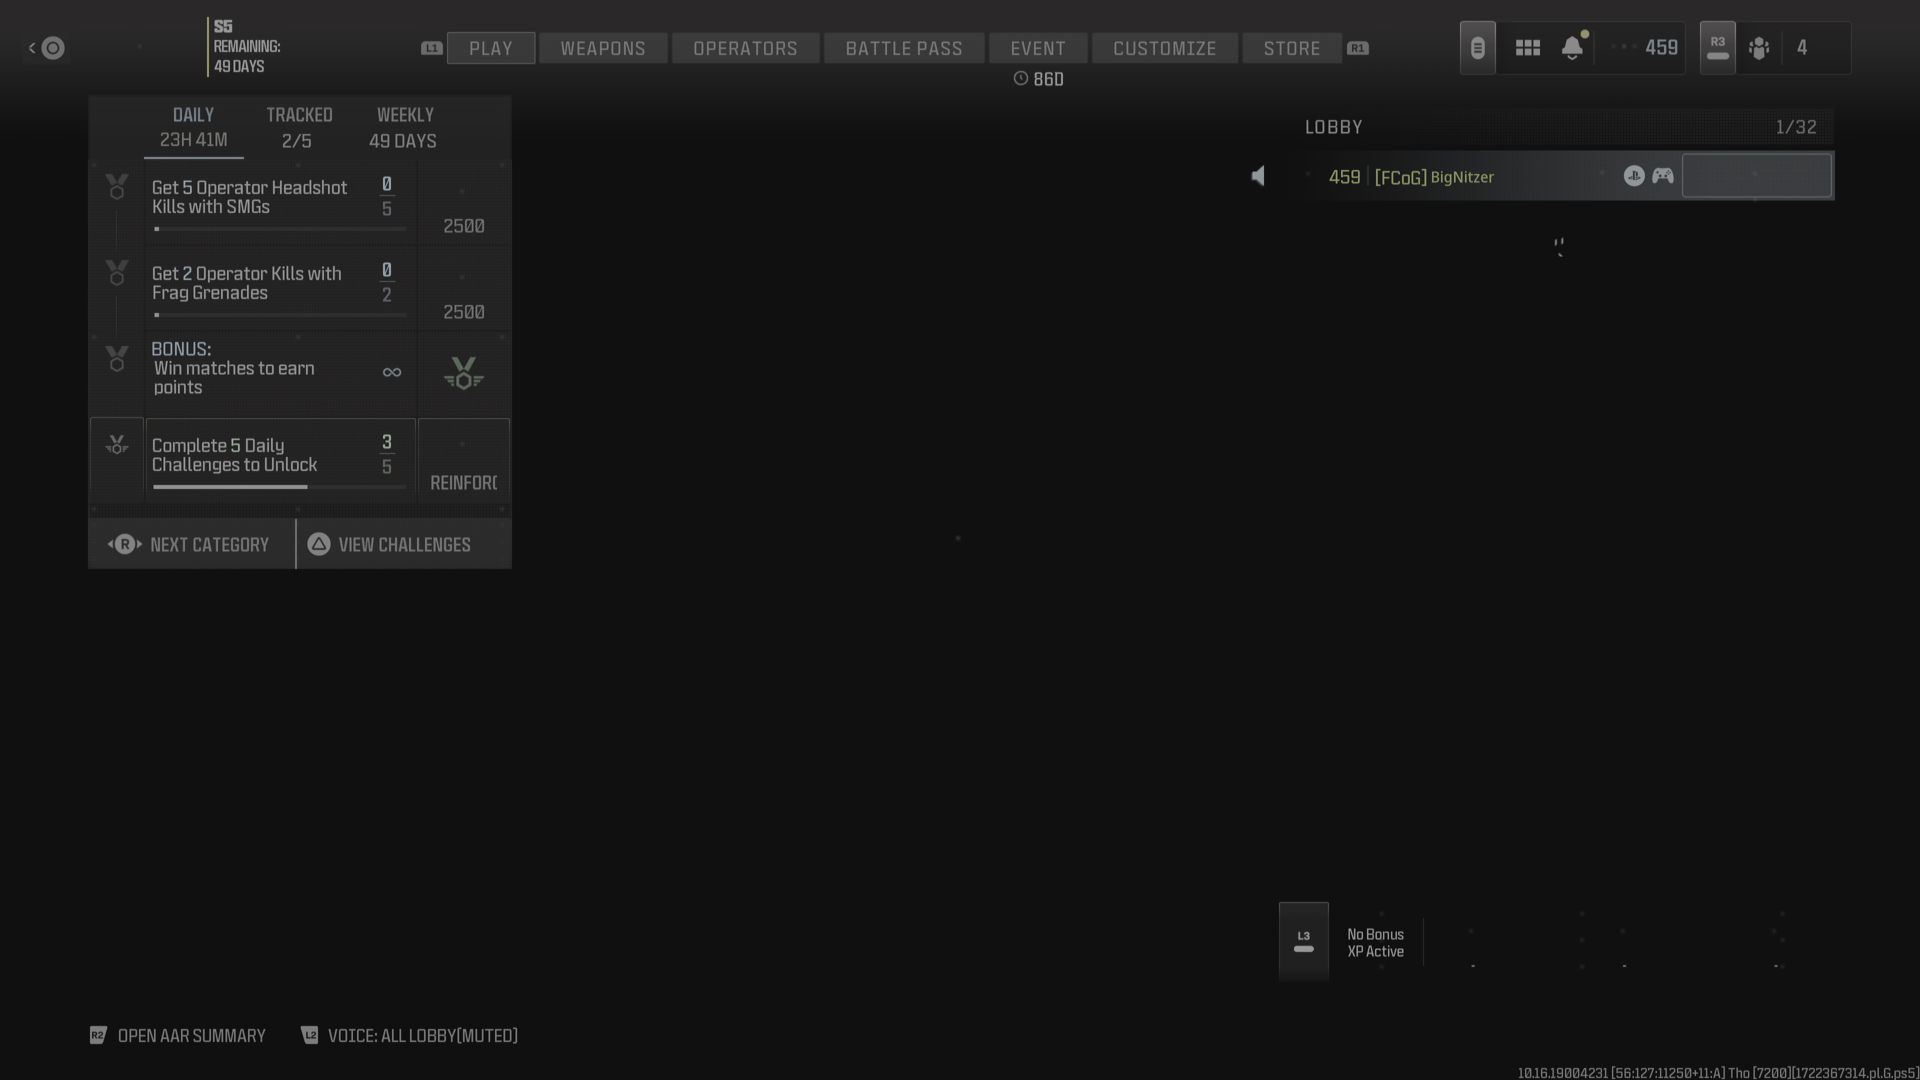 S5
REMAINING:
49 DAYS
L1
PLAY
WEAPONS
OPERATORS
BATTLE PASS
EVENT
CUSTOMIZE
STORE
R1
86D
459
R3
4
DAILY
23H 41M
TRACKED
2/5
WEEKLY
49 DAYS
Get 5 Operator Headshot
Kills with SMGs
0
5
2500
Get 2 Operator Kills with
Frag Grenades
0
2
2500
BONUS:
Win matches to earn
points
∞
Complete 5 Daily
Challenges to Unlock
3
5
REINFORC
R NEXT CATEGORY
VIEW CHALLENGES
LOBBY
1/32
459 [FCoG] BigNitzer
L3
No Bonus
XP Active
R2 OPEN AAR SUMMARY
L2 VOICE: ALL LOBBY(MUTED)
10.16.19004231 [56:127:11250+11:A] Tho [7200][1722367314.pl.G.ps5]